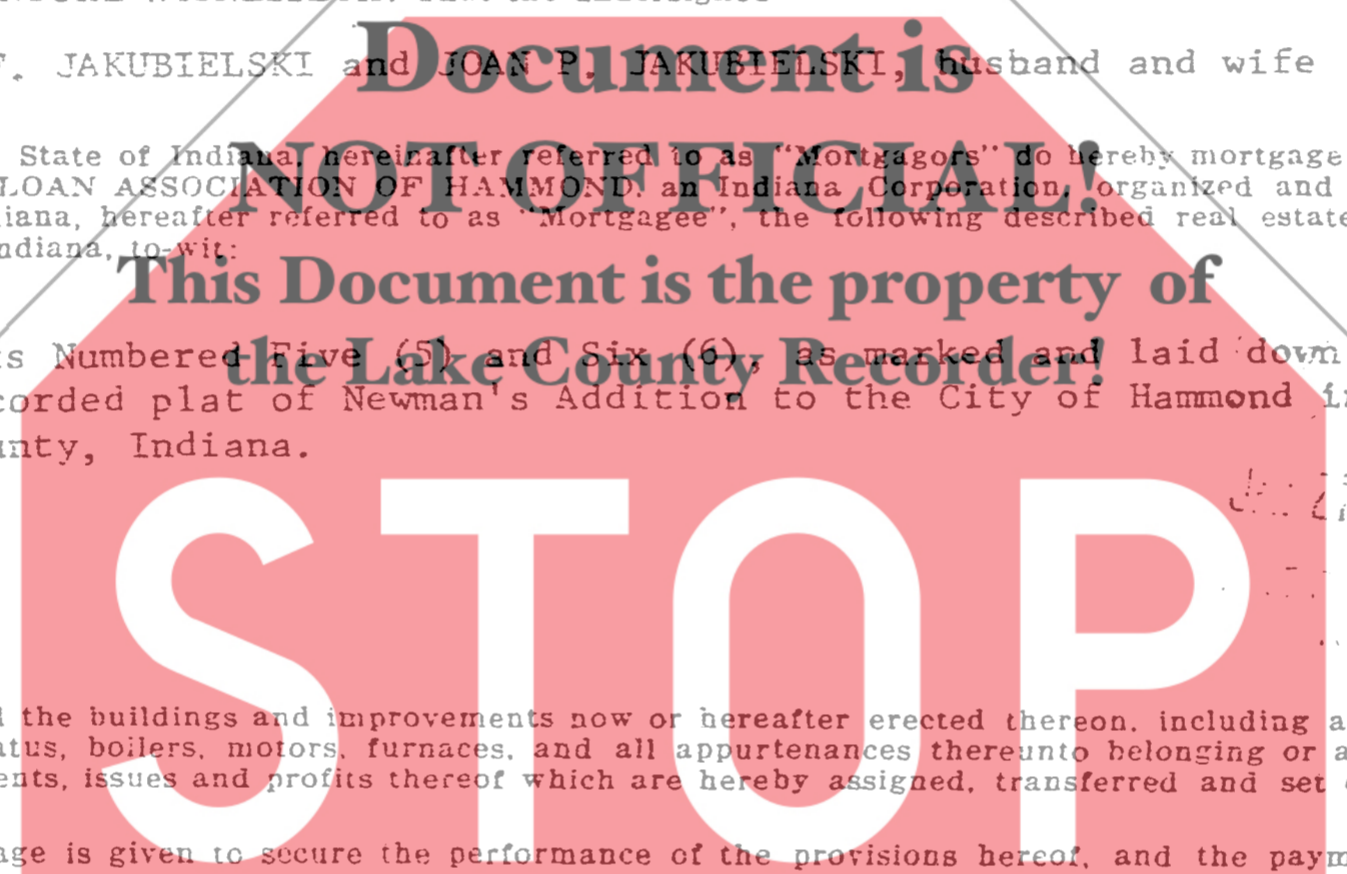 Document is
F. JAKUBIELSKI and JOAN P. JAKUBIELSKI, husband and wife
NOT OFFICIAL!
State of Indiana, hereinafter referred to as "Mortgagors" do hereby mortgage
LOAN ASSOCIATION OF HAMMOND, an Indiana Corporation, organized and
diana, hereafter referred to as "Mortgagee", the following described real estate
ndiana, to-wit:
This Document is the property of
the Lake County Recorder!
s Numbered Five (5) and Six (6), as marked and laid down
corded plat of Newman's Addition to the City of Hammond in
unty, Indiana.
STOP
the buildings and improvements now or hereafter erected thereon, including a
atus, boilers, motors, furnaces, and all appurtenances thereunto belonging or a
ents, issues and profits thereof which are hereby assigned, transferred and set
age is given to secure the performance of the provisions hereof, and the paym